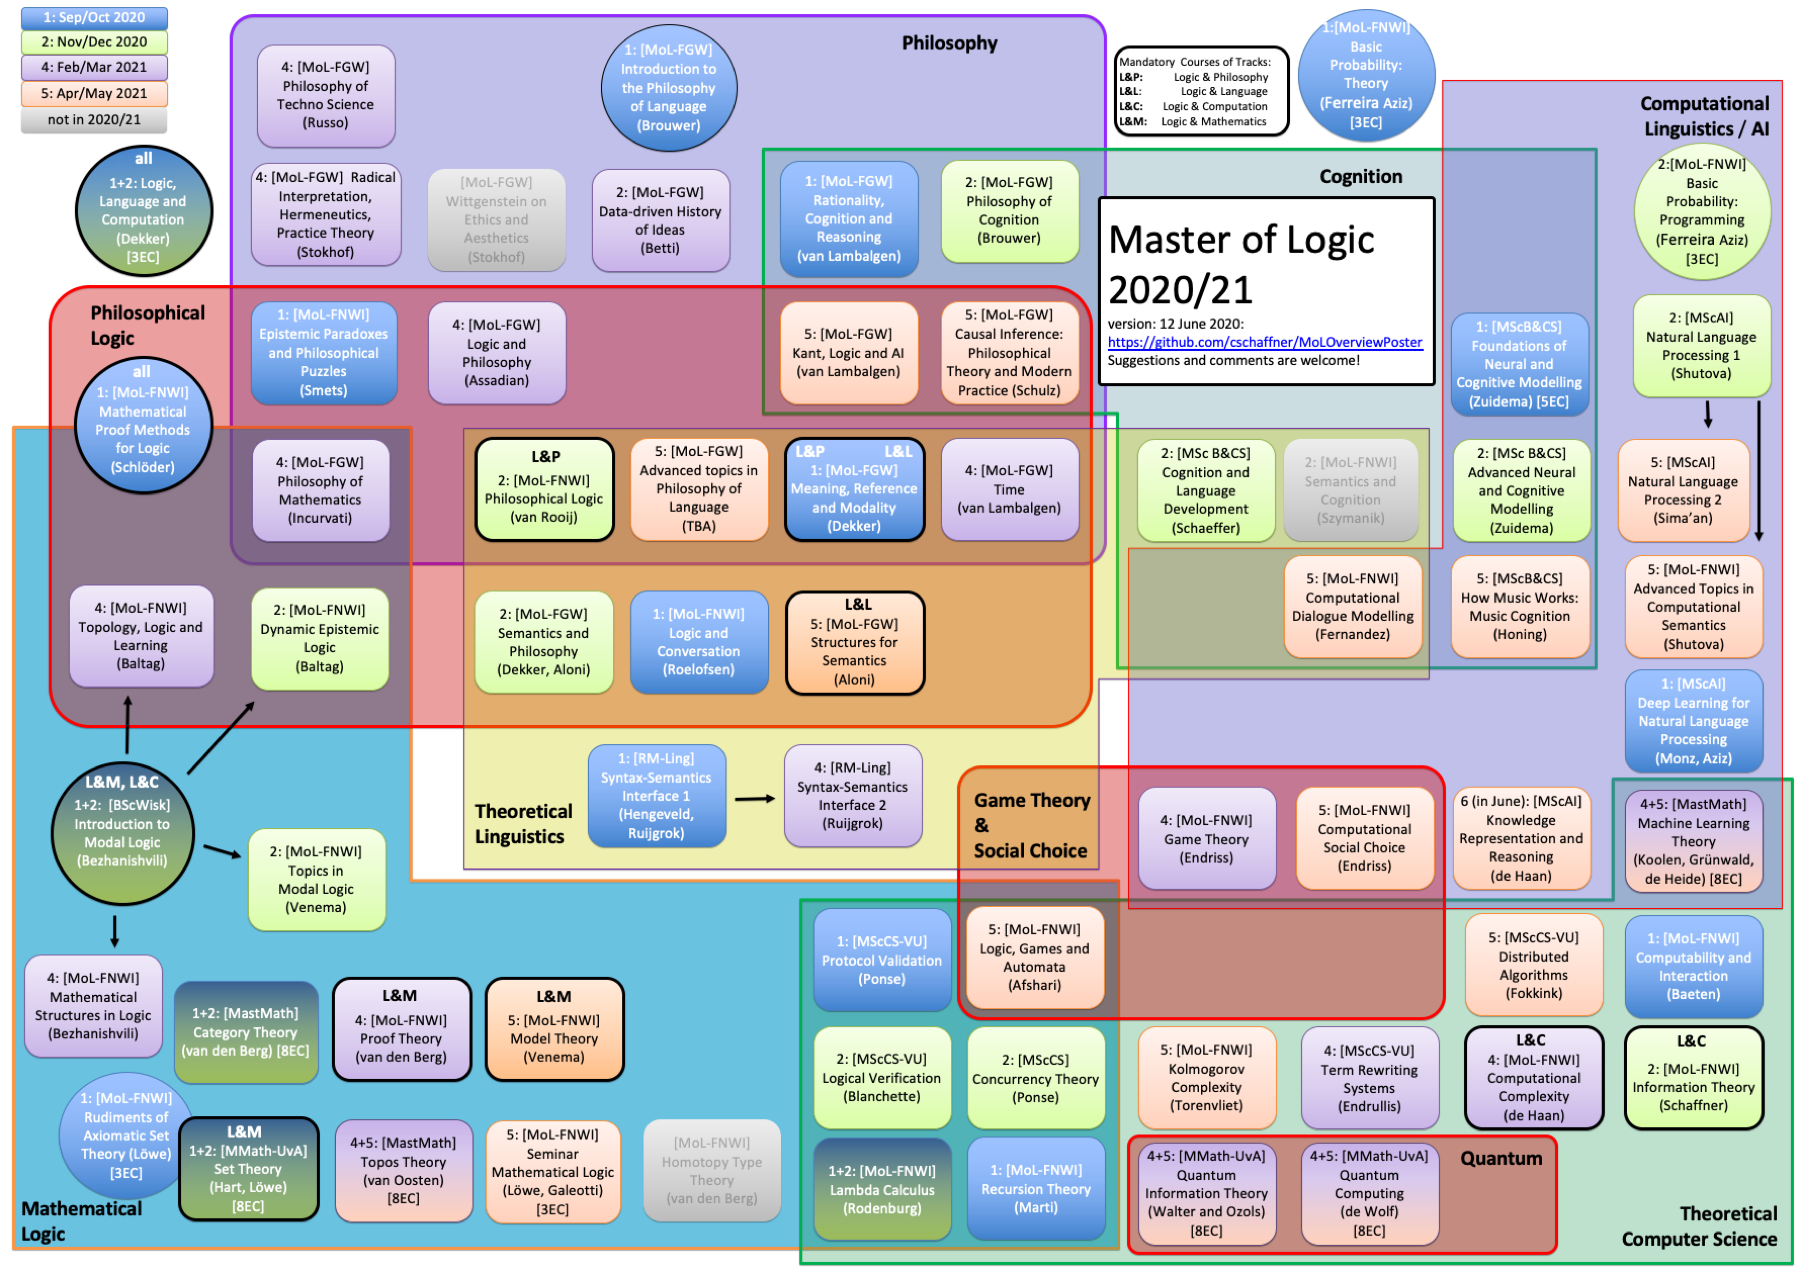 1: Sep/Oct 2020
2: Nov/Dec 2020
4: Feb/Mar 2021
5: Apr/May 2021
not in 2020/21
all
1+2: Logic,
Language and
Computation
(Dekker)
[3EC]
Philosophy
4: [MoL-FGW]
Philosophy of
Techno Science
(Russo)
1: [MoL-FGW]
Introduction to
the Philosophy
of Language
(Brouwer)
Mandatory Courses of Tracks:
L&P: Logic & Philosophy
L&L: Logic & Language
L&C: Logic & Computation
L&M: Logic & Mathematics
1:[MoL-FNWI]
Basic
Probability:
Theory
(Ferreira Aziz)
[3EC]
Computational
Linguistics / AI
4: [MoL-FGW] Radical
Interpretation,
Hermeneutics,
Practice Theory
(Stokhof)
[MoL-FGW]
Wittgenstein on
Ethics and
Aesthetics
(Stokhof)
2: [MoL-FGW]
Data-driven History
of Ideas
(Betti)
1: [MoL-FGW]
Rationality,
Cognition and
Reasoning
(van Lambalgen)
2: [MoL-FGW]
Philosophy of
Cognition
(Brouwer)
Cognition
2:[MoL-FNWI]
Basic
Probability:
Programming
(Ferreira Aziz)
[3EC]
Master of Logic
2020/21
version: 12 June 2020:
https://github.com/cschaffner/MoLOverviewPoster
Suggestions and comments are welcome!
Philosophical
Logic
1: [MoL-FNWI]
Epistemic Paradoxes
and Philosophical
Puzzles
(Smets)
4: [MoL-FGW]
Logic and
Philosophy
(Assadian)
5: [MoL-FGW]
Kant, Logic and AI
(van Lambalgen)
5: [MoL-FGW]
Causal Inference:
Philosophical
Theory and Modern
Practice (Schulz)
1: [MScB&CS]
Foundations of
Neural and
Cognitive Modelling
(Zuidema) [5EC]
2: [MScAI]
Natural Language
Processing 1
(Shutova)
all
1: [MoL-FNWI]
Mathematical
Proof Methods
for Logic
(Schlöder)
4: [MoL-FGW]
Philosophy of
Mathematics
(Incurvati)
L&P
2: [MoL-FNWI]
Philosophical Logic
(van Rooij)
5: [MoL-FGW]
Advanced topics in
Philosophy of
Language
(TBA)
L&P L&L
1: [MoL-FGW]
Meaning, Reference
and Modality
(Dekker)
4: [MoL-FGW]
Time
(van Lambalgen)
2: [MSc B&CS]
Cognition and
Language
Development
(Schaeffer)
2: [MoL-FNWI]
Semantics and
Cognition
(Szymanik)
2: [MSc B&CS]
Advanced Neural
and Cognitive
Modelling
(Zuidema)
5: [MScAI]
Natural Language
Processing 2
(Sima'an)
4: [MoL-FNWI]
Topology, Logic and
Learning
(Baltag)
2: [MoL-FNWI]
Dynamic Epistemic
Logic
(Baltag)
2: [MoL-FGW]
Semantics and
Philosophy
(Dekker, Aloni)
1: [MoL-FNWI]
Logic and
Conversation
(Roelofsen)
L&L
5: [MoL-FGW]
Structures for
Semantics
(Aloni)
5: [MoL-FNWI]
Computational
Dialogue Modelling
(Fernandez)
5: [MScB&CS]
How Music Works:
Music Cognition
(Honing)
5: [MoL-FNWI]
Advanced Topics in
Computational
Semantics
(Shutova)
1: [MScAI]
Deep Learning for
Natural Language
Processing
(Monz, Aziz)
L&M, L&C
1+2: [BScWisk]
Introduction to
Modal Logic
(Bezhanishvili)
Theoretical
Linguistics
1: [RM-Ling]
Syntax-Semantics
Interface 1
(Hengeveld,
Ruijgrok)
4: [RM-Ling]
Syntax-Semantics
Interface 2
(Ruijgrok)
Game Theory
&
Social Choice
4: [MoL-FNWI]
Game Theory
(Endriss)
5: [MoL-FNWI]
Computational
Social Choice
(Endriss)
6 (in June): [MScAI]
Knowledge
Representation and
Reasoning
(de Haan)
4+5: [MastMath]
Machine Learning
Theory
(Koolen, Grünwald,
de Heide) [8EC]
2: [MoL-FNWI]
Topics in
Modal Logic
(Venema)
1: [MScCS-VU]
Protocol Validation
(Ponse)
5: [MoL-FNWI]
Logic, Games and
Automata
(Afshari)
5: [MScCS-VU]
Distributed
Algorithms
(Fokkink)
1: [MoL-FNWI]
Computability and
Interaction
(Baeten)
4: [MoL-FNWI]
Mathematical
Structures in Logic
(Bezhanishvili)
1+2: [MastMath]
Category Theory
(van den Berg) [8EC]
L&M
4: [MoL-FNWI]
Proof Theory
(van den Berg)
L&M
5: [MoL-FNWI]
Model Theory
(Venema)
2: [MScCS-VU]
Logical Verification
(Blanchette)
2: [MScCS]
Concurrency Theory
(Ponse)
5: [MoL-FNWI]
Kolmogorov
Complexity
(Torenvliet)
4: [MScCS-VU]
Term Rewriting
Systems
(Endrullis)
L&C
4: [MoL-FNWI]
Computational
Complexity
(de Haan)
L&C
2: [MoL-FNWI]
Information Theory
(Schaffner)
1: [MoL-FNWI]
Rudiments of
Axiomatic Set
Theory (Löwe)
[3EC]
L&M
1+2: [MMath-UvA]
Set Theory
(Hart, Löwe)
[8EC]
4+5: [MastMath]
Topos Theory
(van Oosten)
[8EC]
5: [MoL-FNWI]
Seminar
Mathematical Logic
(Löwe, Galeotti)
[3EC]
[MoL-FNWI]
Homotopy Type
Theory
(van den Berg)
1+2: [MoL-FNWI]
Lambda Calculus
(Rodenburg)
1: [MoL-FNWI]
Recursion Theory
(Marti)
4+5: [MMath-UvA]
Quantum
Information Theory
(Walter and Ozols)
[8EC]
4+5: [MMath-UvA]
Quantum
Computing
(de Wolf)
[8EC]
Quantum
Mathematical
Logic
Theoretical
Computer Science